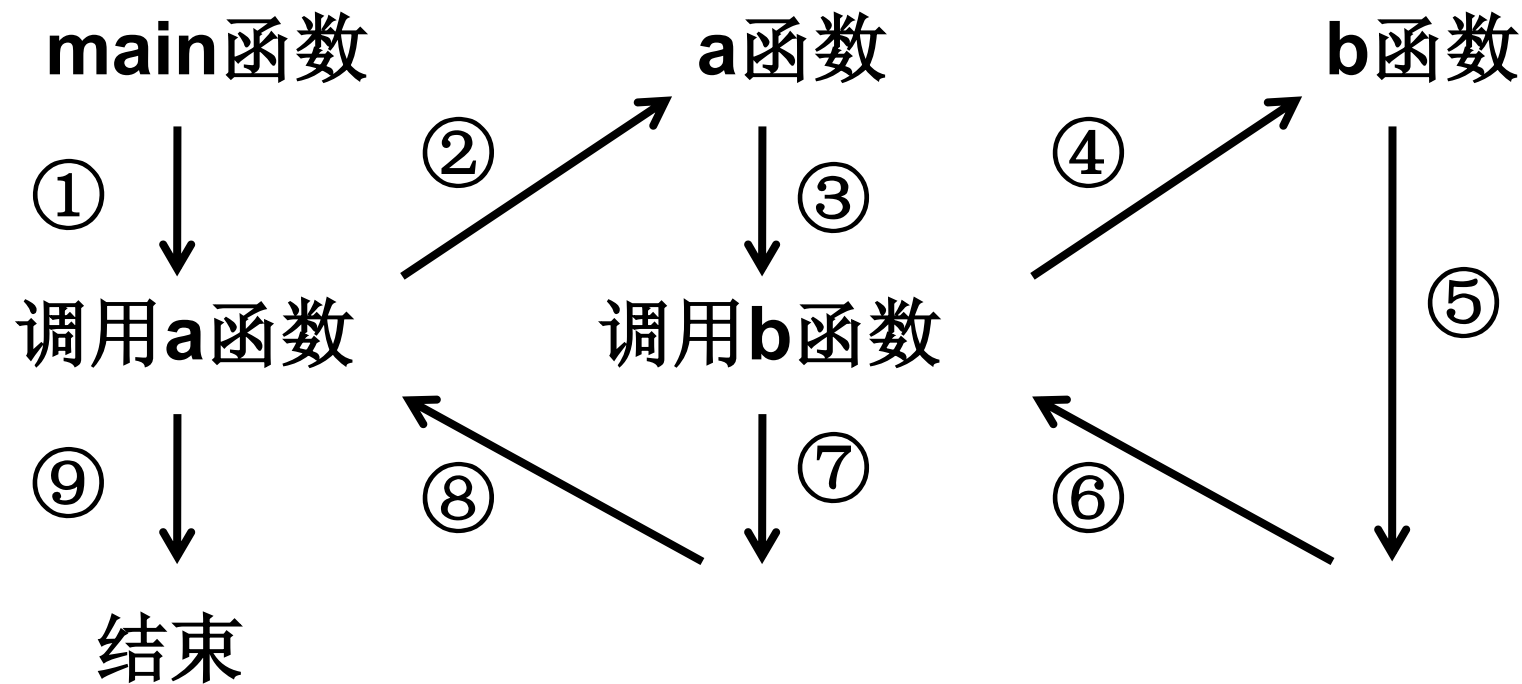 main函数 a函数 b函数
② ④
① ③
调用a函数 调用b函数 ⑤
⑨ ⑧ ⑦ ⑥
结束